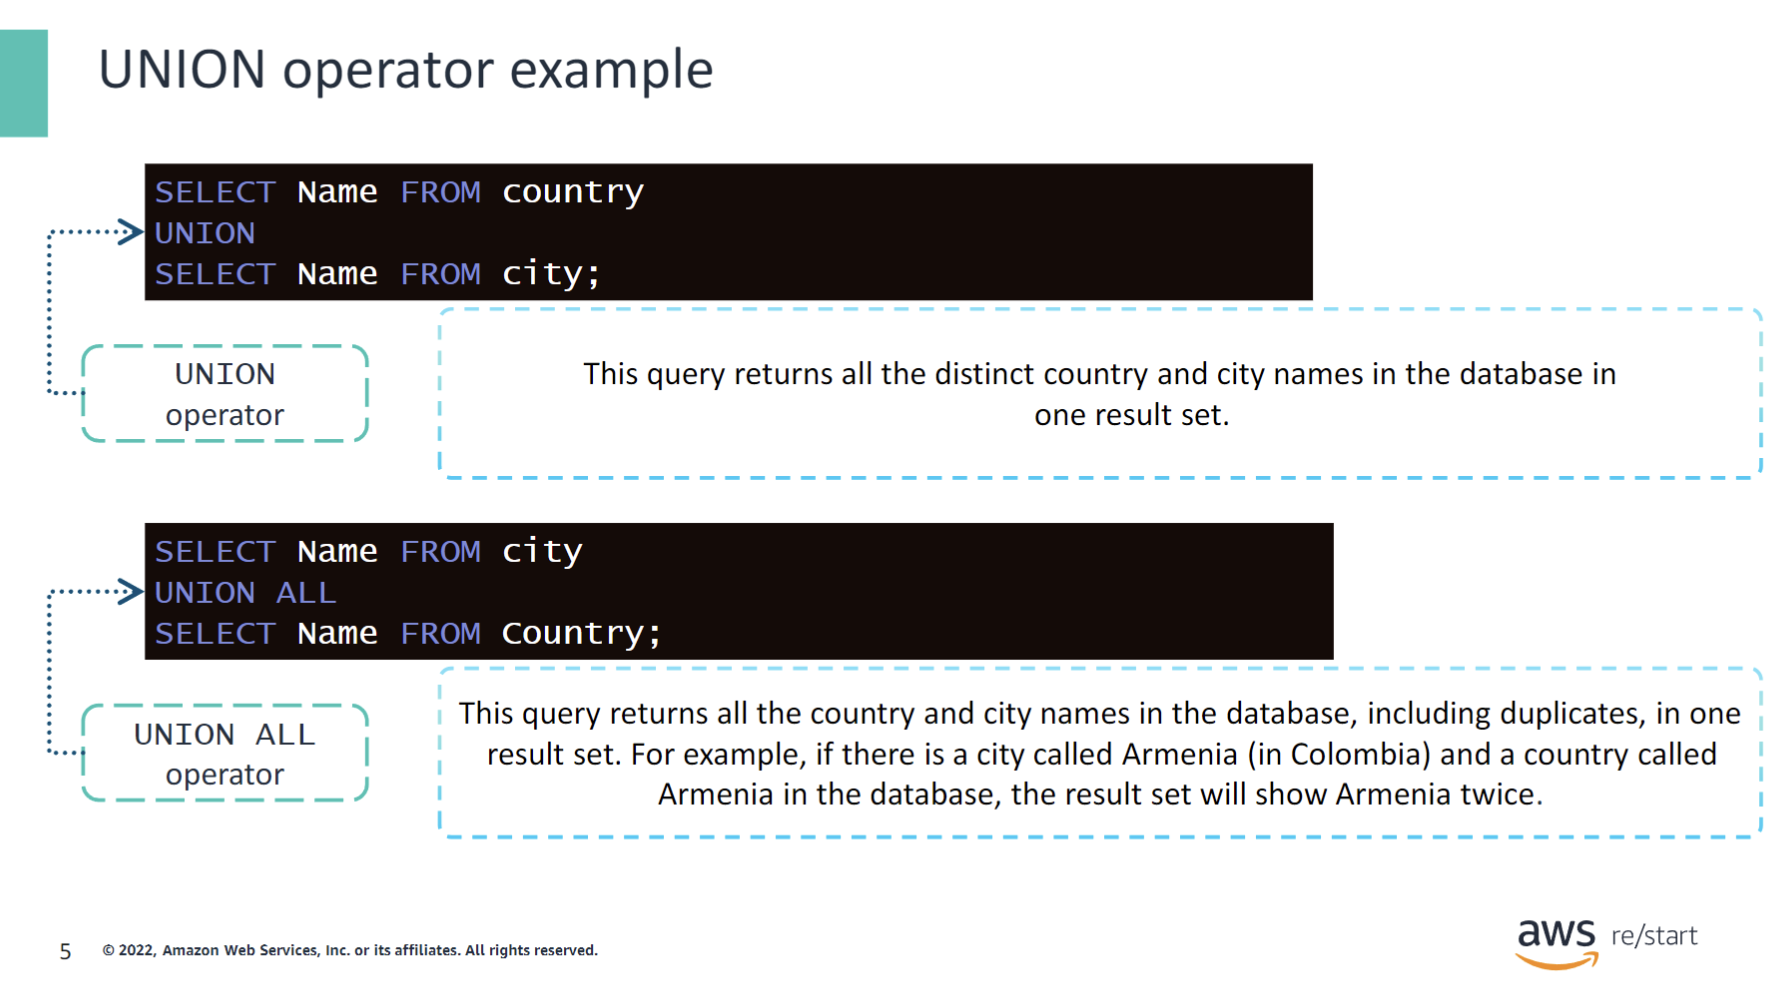 UNION operator example
SELECT Name FROM country
UNION
SELECT Name FROM city;
UNION
operator
This query returns all the distinct country and city names in the database in
one result set.
SELECT Name FROM city
UNION ALL
SELECT Name FROM Country;
UNION ALL
operator
This query returns all the country and city names in the database, including duplicates, in one
result set. For example, if there is a city called Armenia (in Colombia) and a country called
Armenia in the database, the result set will show Armenia twice.
5
© 2022, Amazon Web Services, Inc. or its affiliates. All rights reserved.
aws re/start